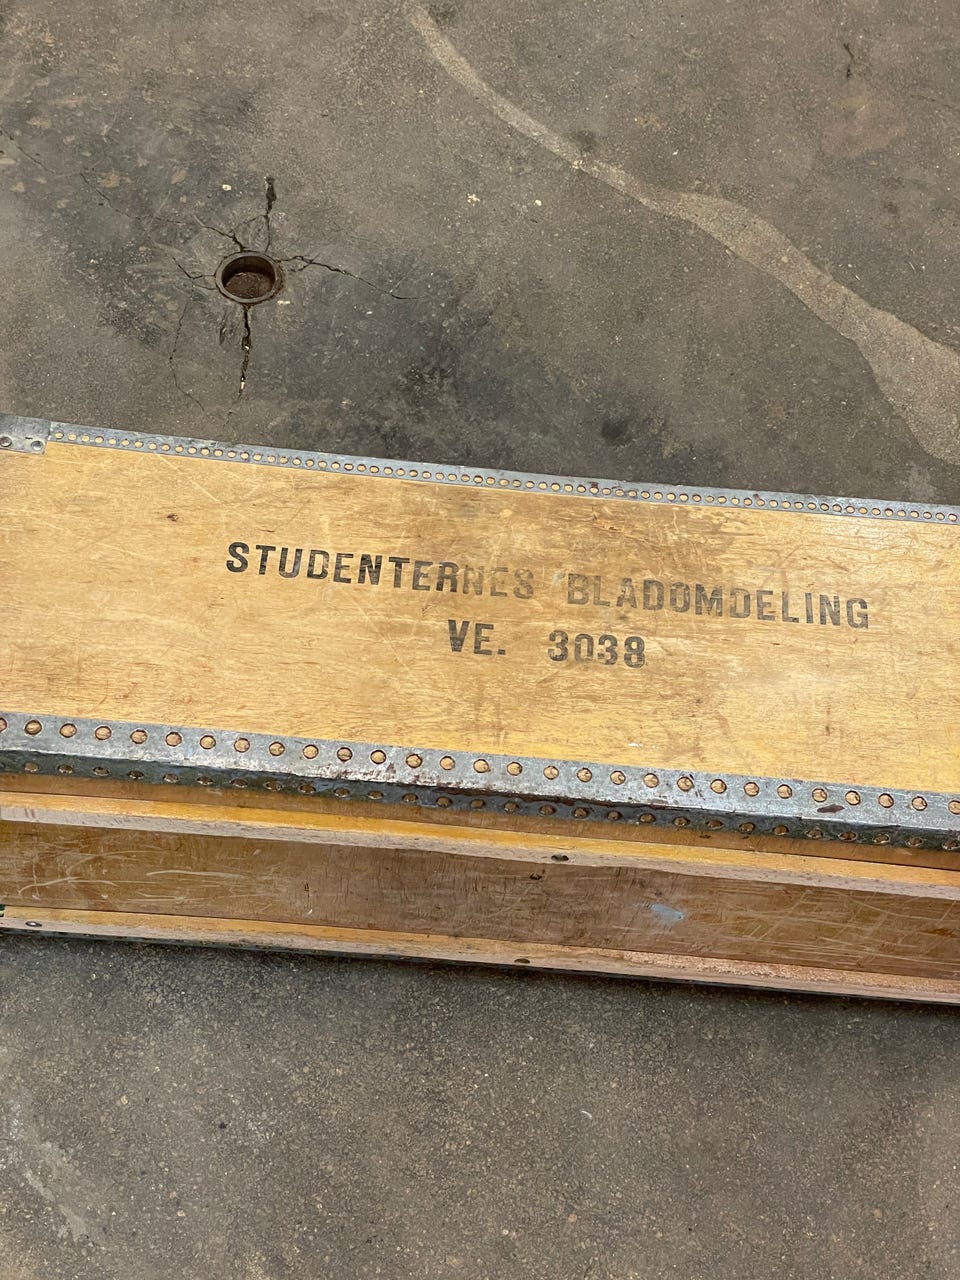 STUDENTERNES BLADOMDELING
VE. 3038